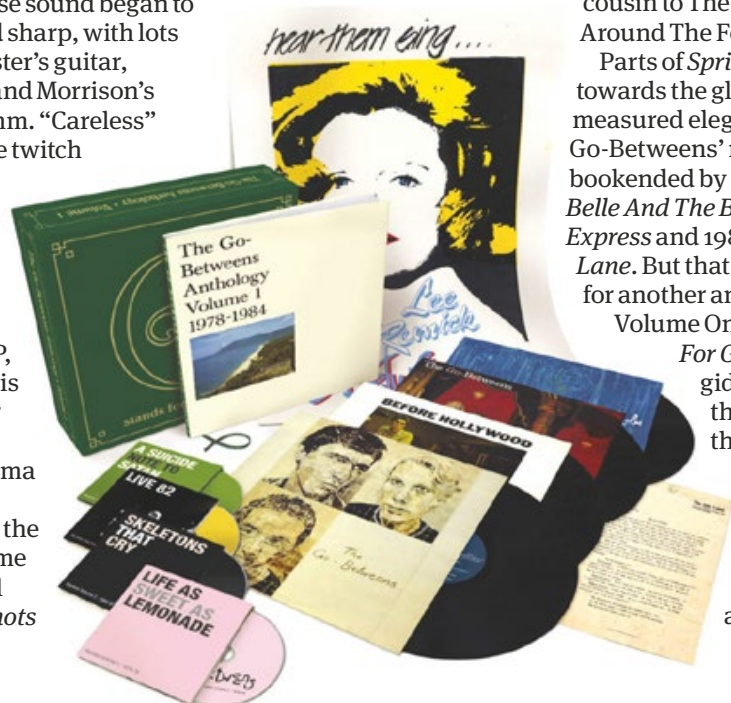 se sound began to
sharp, with lots
ster's guitar,
and Morrison's
m. “Careless”
e twitch
P,
is
ma
the
me
nots
cousin to The
Around The Fo
Parts of Spri
towards the gl
measured eleg
Go-Betweens’
bookended by
Belle And The B
Express and 198
Lane. But that
for another an
Volume On
For G
gid
th
th
a
hear them sing....
Lee
Remick
The Go-Betweens Anthology Volume 1
G
stands fo
The Go-
Betweens
Anthology
Volume 1
1978-1984
The Go-Betweens
BEFORE HOLLYWOOD
The
Go-Betweens
A SUICIDE
NOTE TO
SATAN
LIVE 82
SKELETONS
THAT
CRY
LIFE AS
SWEET AS
LEMONADE